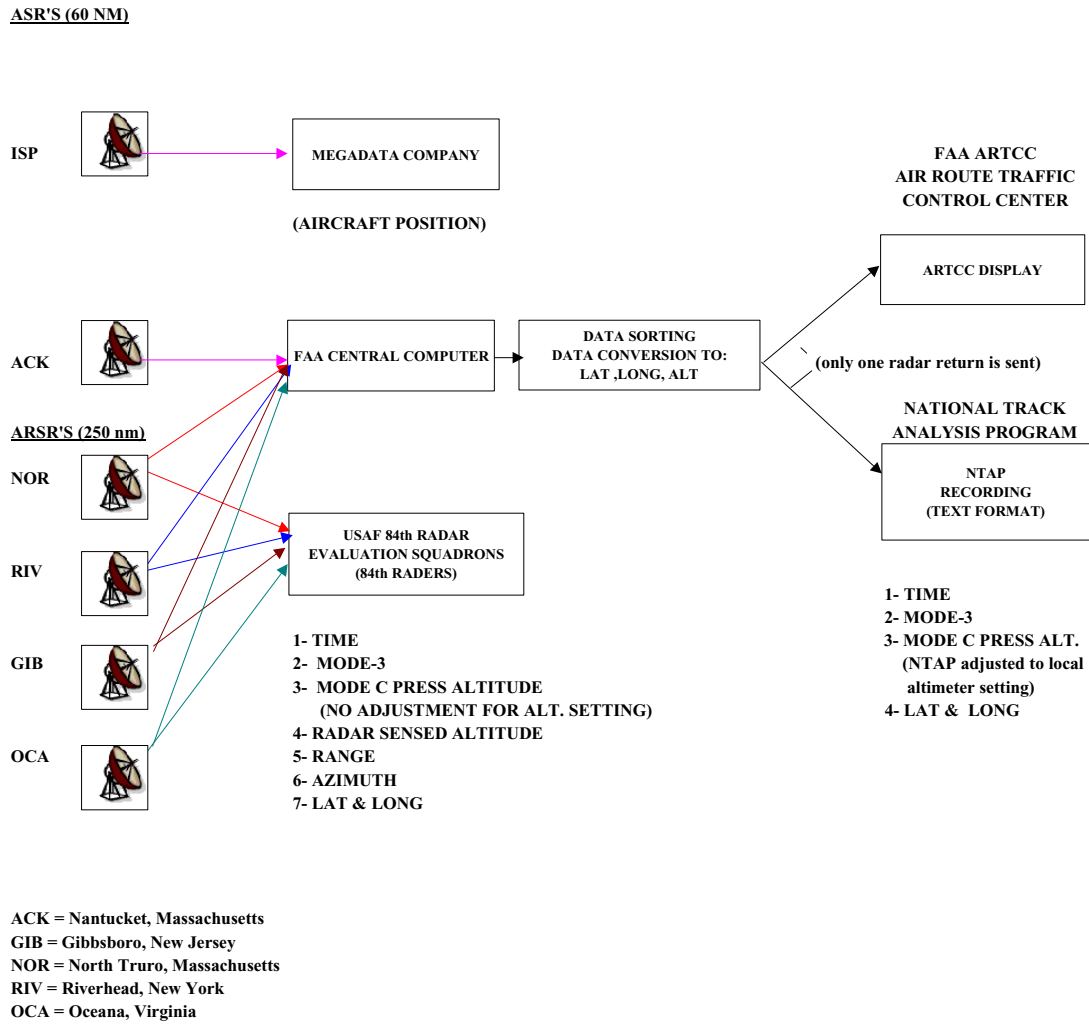 ASR'S (60 NM)
ISP
MEGADATA COMPANY
(AIRCRAFT POSITION)
FAA ARTCC
AIR ROUTE TRAFFIC
CONTROL CENTER
ARTCC DISPLAY
ACK
FAA CENTRAL COMPUTER
DATA SORTING
DATA CONVERSION TO:
LAT ,LONG, ALT
(only one radar return is sent)
NATIONAL TRACK
ANALYSIS PROGRAM
NTAP
RECORDING
(TEXT FORMAT)
ARSR'S (250 nm)
NOR
RIV
GIB
OCA
USAF 84th RADAR
EVALUATION SQUADRONS
(84th RADERS)
1- TIME
2- MODE-3
3- MODE C PRESS ALTITUDE
(NO ADJUSTMENT FOR ALT. SETTING)
4- RADAR SENSED ALTITUDE
5- RANGE
6- AZIMUTH
7- LAT & LONG
1- TIME
2- MODE-3
3- MODE C PRESS ALT.
(NTAP adjusted to local
altimeter setting)
4- LAT & LONG
ACK = Nantucket, Massachusetts
GIB = Gibbsboro, New Jersey
NOR = North Truro, Massachusetts
RIV = Riverhead, New York
OCA = Oceana, Virginia